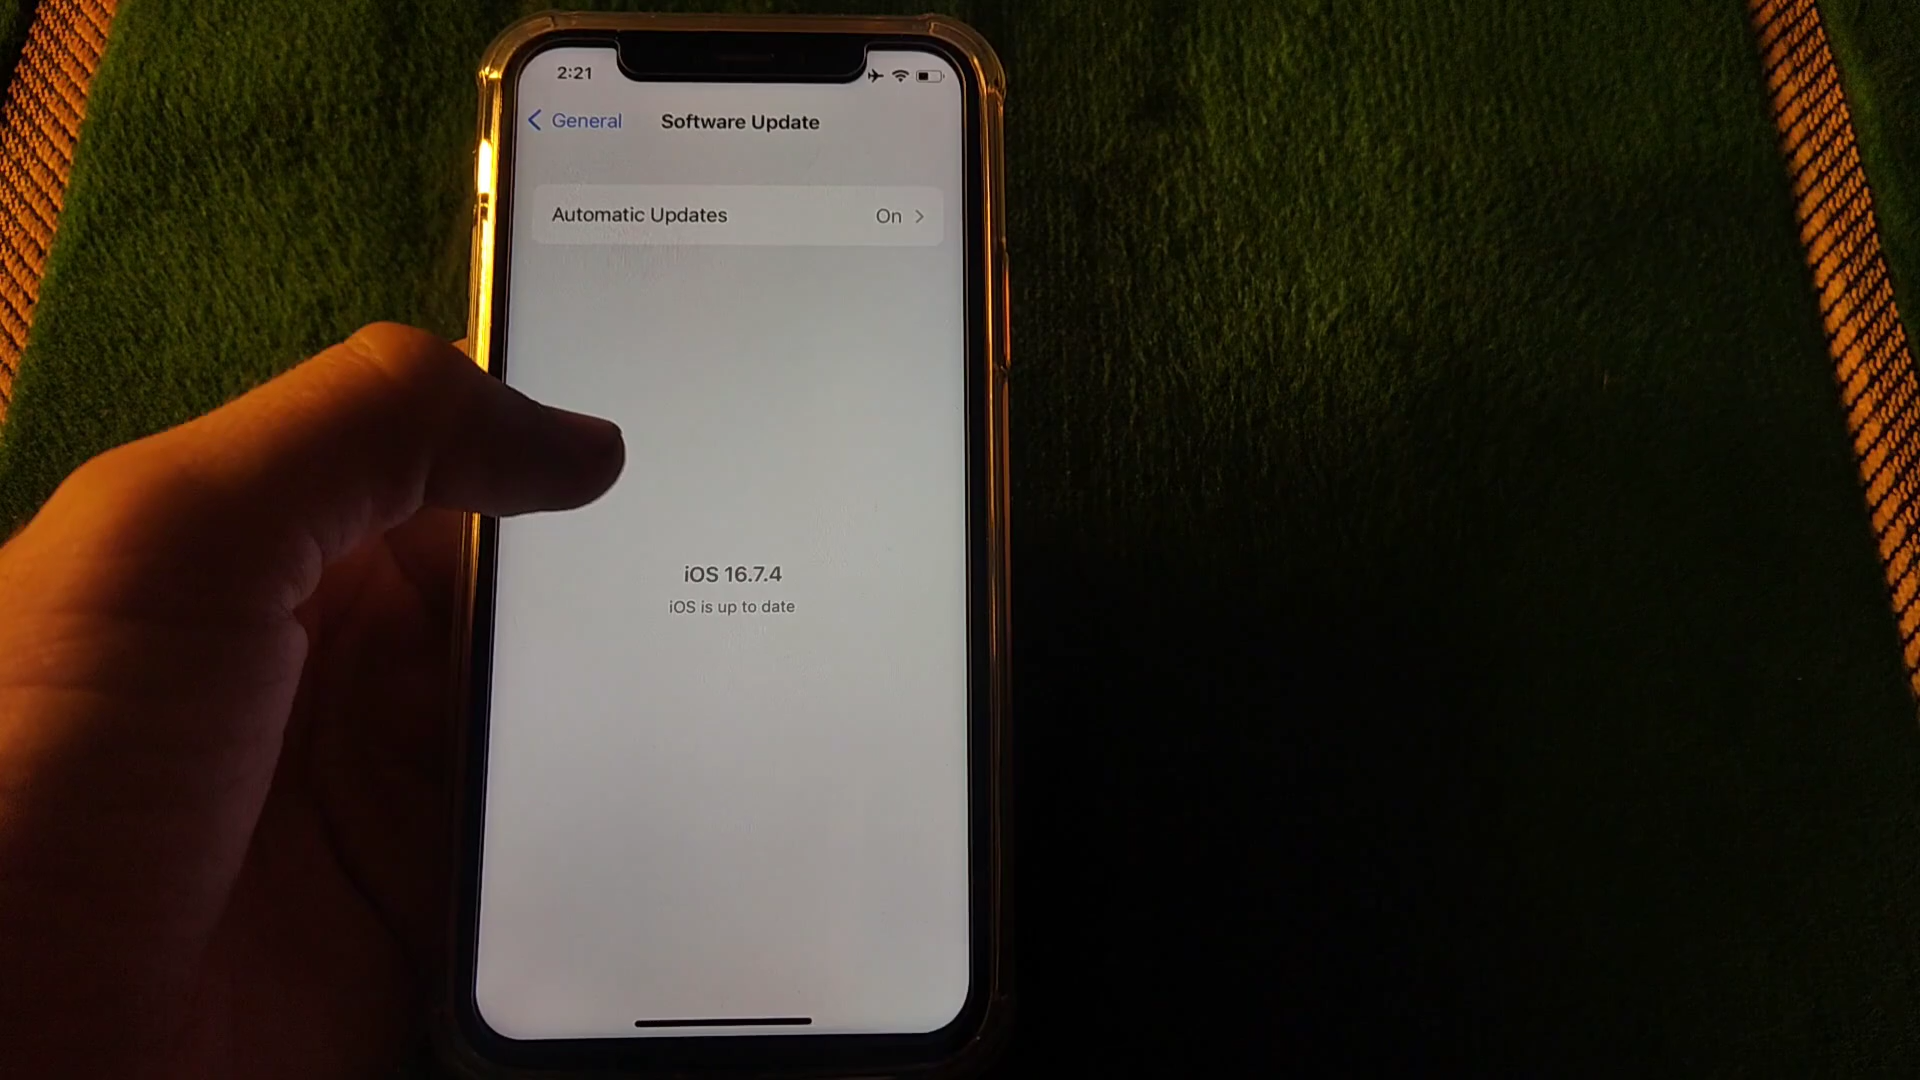 2:21
General
Software Update
Automatic Updates On
iOS 16.7.4
iOS is up to date